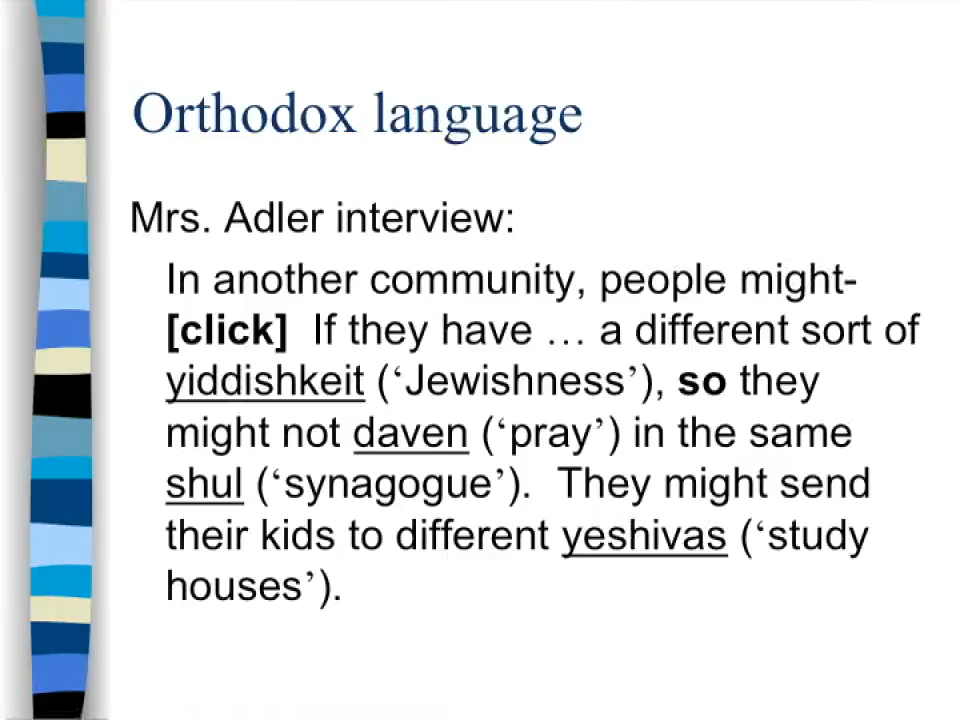 Orthodox language
Mrs. Adler interview:
In another community, people might-
[click]  If they have … a different sort of
yiddishkeit (‘Jewishness’), so they
might not daven (‘pray’) in the same
shul (‘synagogue’).  They might send
their kids to different yeshivas (‘study
houses’).